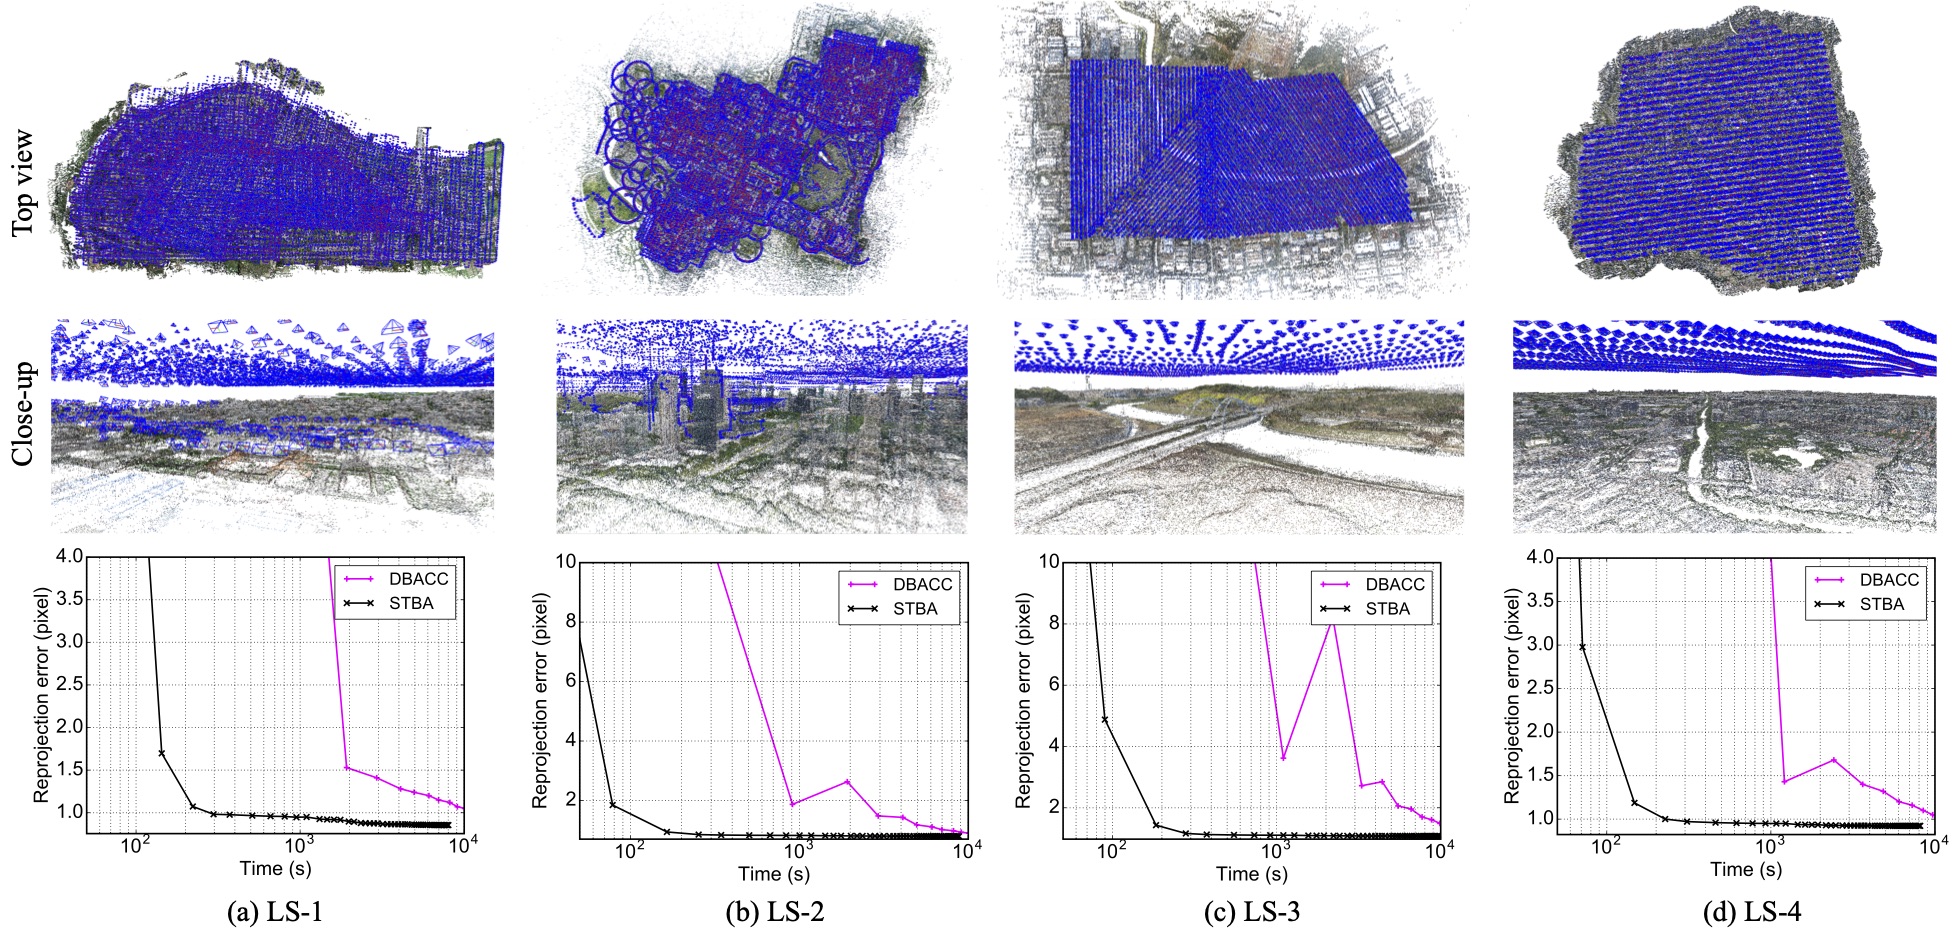 Top view
Close-up
4.0
3.5
3.0
2.5
2.0
1.5
1.0
Reprojection error (pixel)
DBACC
STBA
10²
10³
10⁴
Time (s)
10
8
6
4
2
Reprojection error (pixel)
DBACC
STBA
10²
10³
10⁴
Time (s)
10
8
6
4
2
Reprojection error (pixel)
DBACC
STBA
10²
10³
10⁴
Time (s)
4.0
3.5
3.0
2.5
2.0
1.5
1.0
Reprojection error (pixel)
DBACC
STBA
10²
10³
10⁴
Time (s)
(a) LS-1
(b) LS-2
(c) LS-3
(d) LS-4